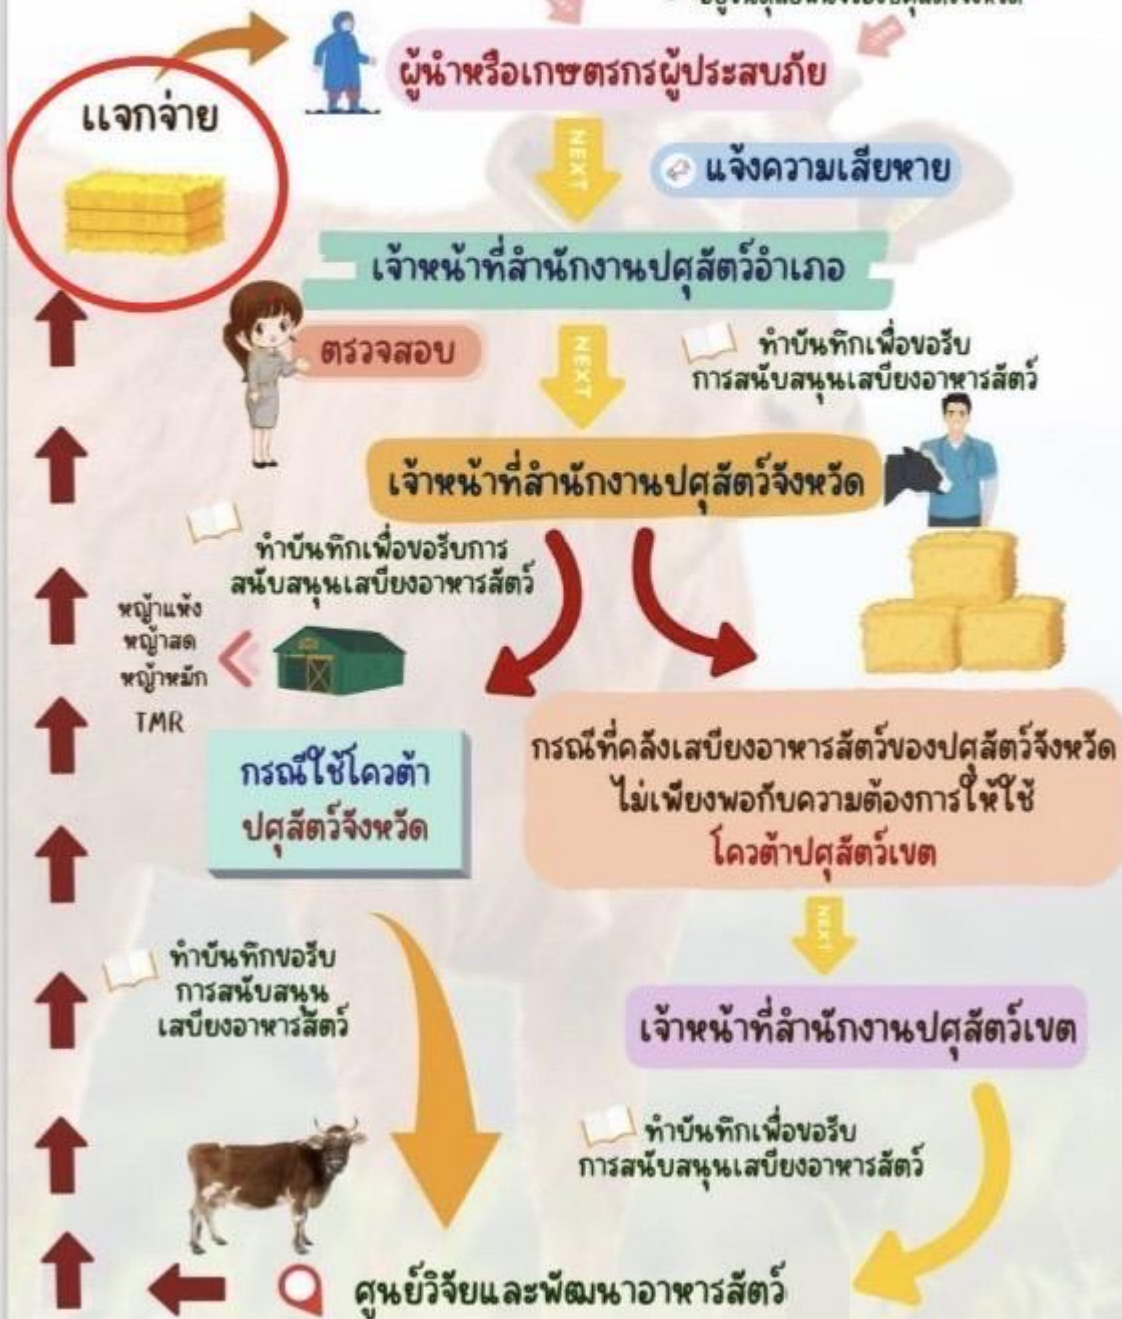 ผู้นำหรือเกษตรกรผู้ประสบภัย
แจกจ่าย
NEXT
แจ้งความเสียหาย
เจ้าหน้าที่สำนักงานปศุสัตว์อำเภอ
ตรวจสอบ
NEXT
ทำบันทึกเพื่อขอรับ
การสนับสนุนเสบียงอาหารสัตว์
เจ้าหน้าที่สำนักงานปศุสัตว์จังหวัด
ทำบันทึกเพื่อขอรับการ
สนับสนุนเสบียงอาหารสัตว์
หญ้าแห้ง
หญ้าสด
หญ้าหมัก
TMR
กรณีใช้โควต้า
ปศุสัตว์จังหวัด
กรณีที่คลังเสบียงอาหารสัตว์ของปศุสัตว์จังหวัด
ไม่เพียงพอกับความต้องการให้ใช้
โควต้าปศุสัตว์เขต
NEXT
ทำบันทึกขอรับ
การสนับสนุน
เสบียงอาหารสัตว์
เจ้าหน้าที่สำนักงานปศุสัตว์เขต
ทำบันทึกเพื่อขอรับ
การสนับสนุนเสบียงอาหารสัตว์
ศูนย์วิจัยและพัฒนาอาหารสัตว์